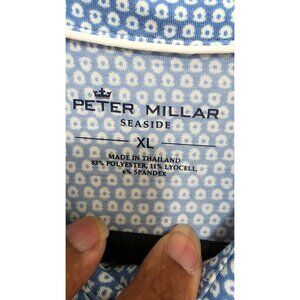 PETER MILLAR
SEASIDE
XL
MADE IN THAILAND
83% POLYESTER, 11% LYOCELL,
6% SPANDEX